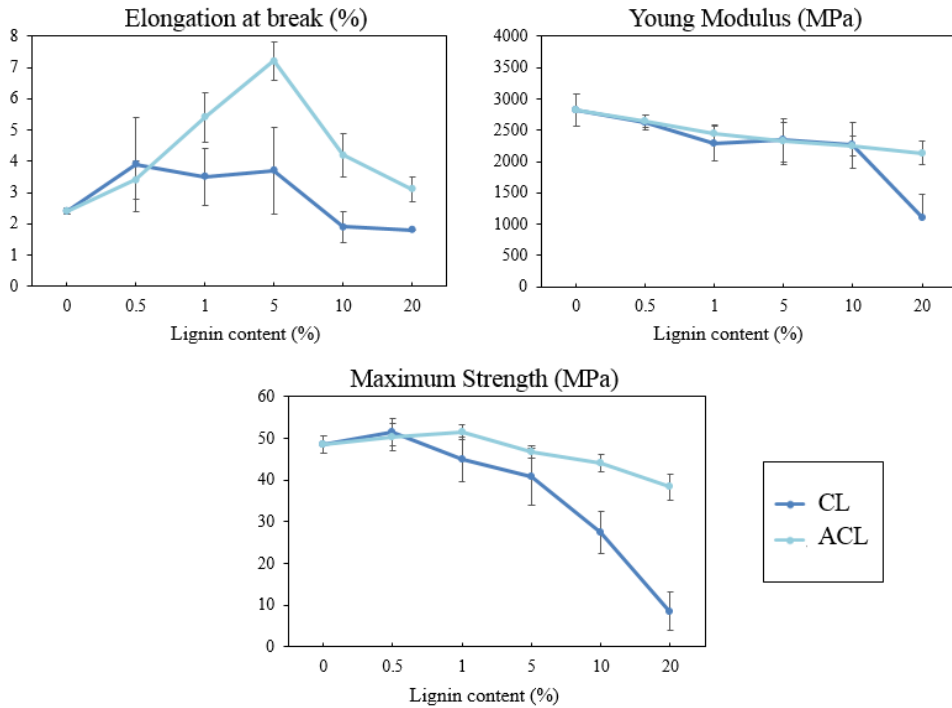 Elongation at break (%)
8
7
6
5
4
3
2
1
0
0 0.5 1 5 10 20
Lignin content (%)
Young Modulus (MPa)
4000
3500
3000
2500
2000
1500
1000
500
0
0 0.5 1 5 10 20
Lignin content (%)
Maximum Strength (MPa)
60
50
40
30
20
10
0
0 0.5 1 5 10 20
Lignin content (%)
CL
ACL